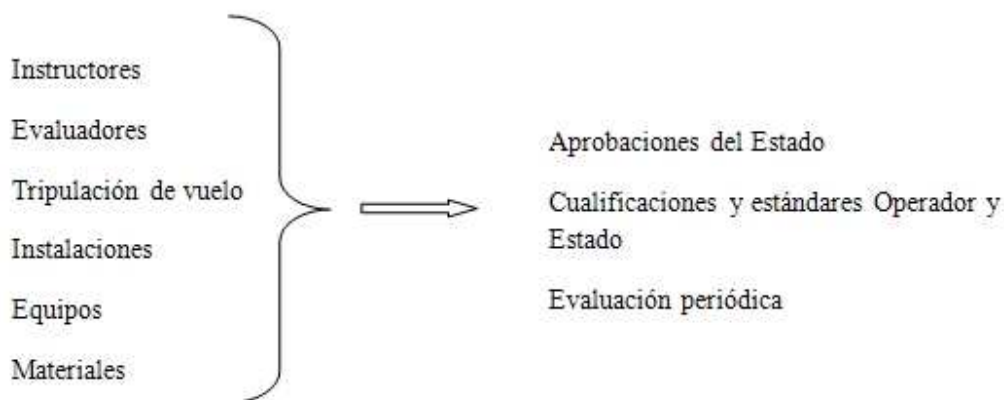 Instructores
Evaluadores
Tripulación de vuelo
Instalaciones
Equipos
Materiales
Aprobaciones del Estado
Cualificaciones y estándares Operador y
Estado
Evaluación periódica